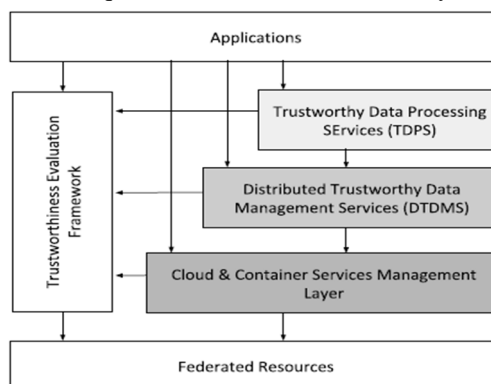 Applications
Trustworthiness Evaluation
Framework
Trustworthy Data Processing
SErvices (TDPS)
Distributed Trustworthy Data
Management Services (DTDMS)
Cloud & Container Services Management
Layer
Federated Resources